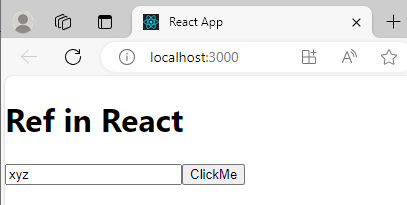 React App
localhost:3000
Ref in React
xyz ClickMe